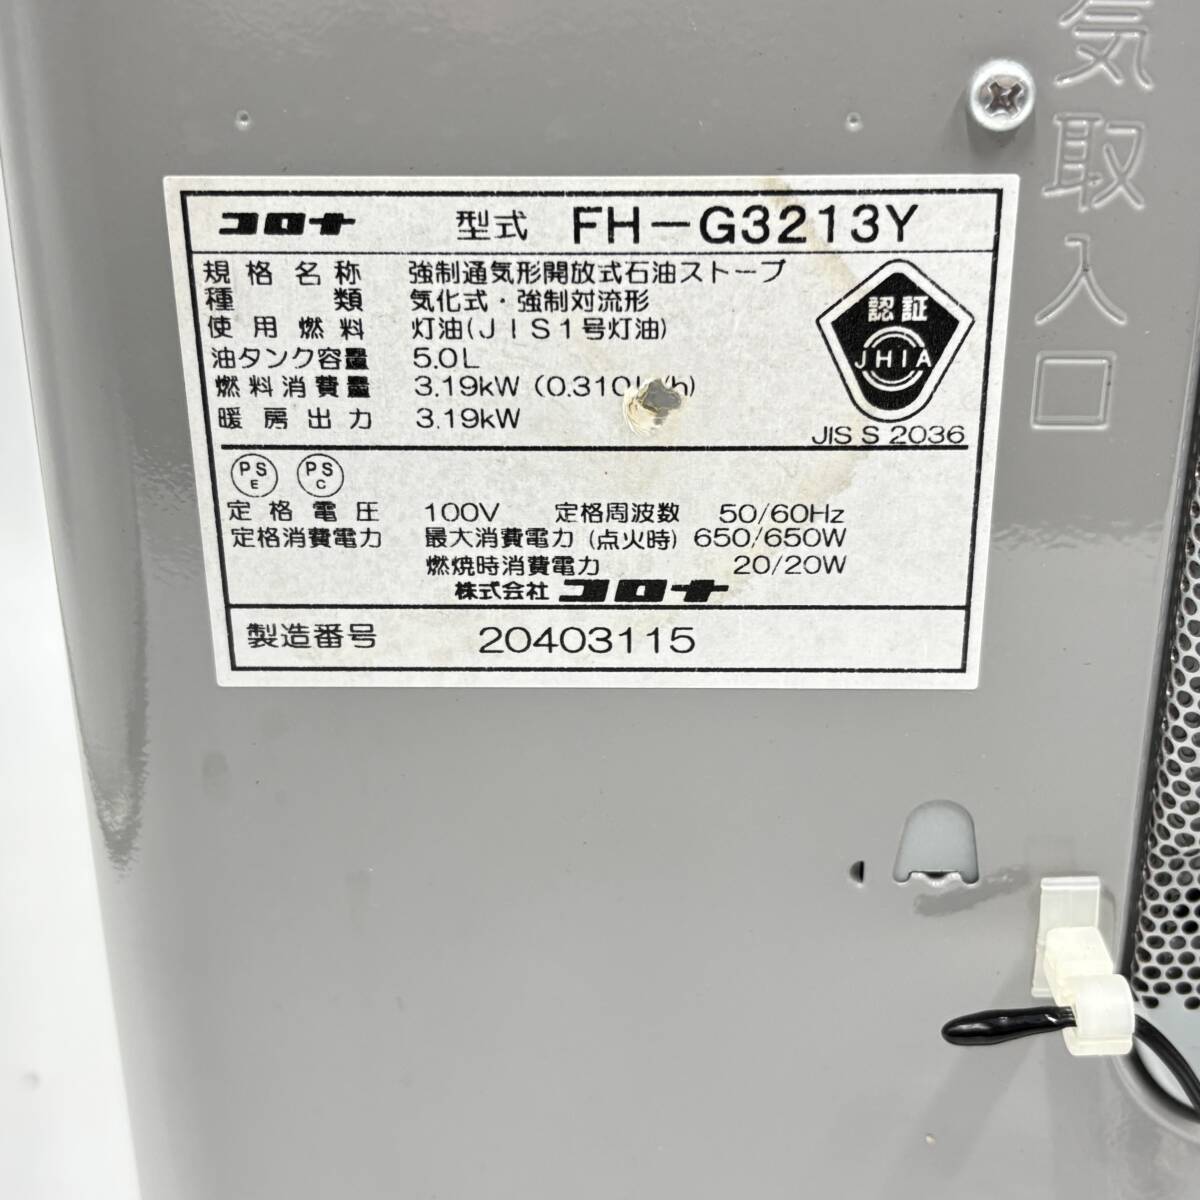 コロナ 型式 FH-G3213Y
規格名称 強制通気形開放式石油ストーブ
種類 気化式・強制対流形
使用燃料 灯油(JIS1号灯油)
油タンク容量 5.0L
燃料消費量 3.19kW (0.310 /h)
暖房出力 3.19kW
認証
JHIA
JIS S 2036
PSE PSC
定格電圧 100V 定格周波数 50/60Hz
定格消費電力 最大消費電力(点火時) 650/650W
燃焼時消費電力 20/20W
株式会社 コロナ
製造番号 20403115
気取入口